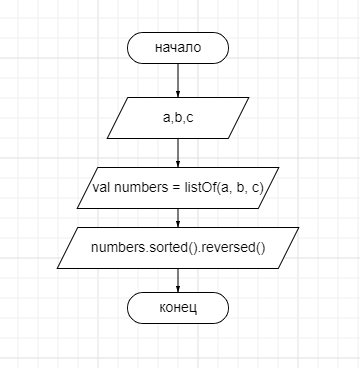 начало
a,b,c
val numbers = listOf(a, b, c)
numbers.sorted().reversed()
конец